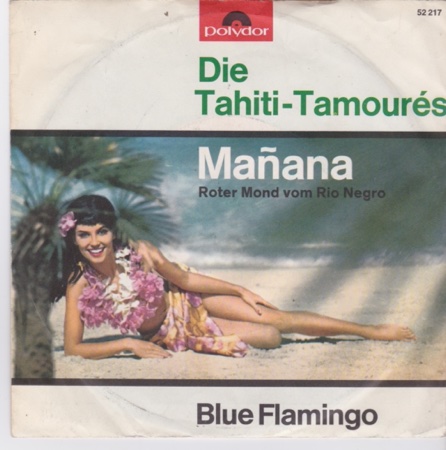 polydor
52 217
Die
Tahiti-Tamourés
Mañana
Roter Mond vom Rio Negro
Blue Flamingo